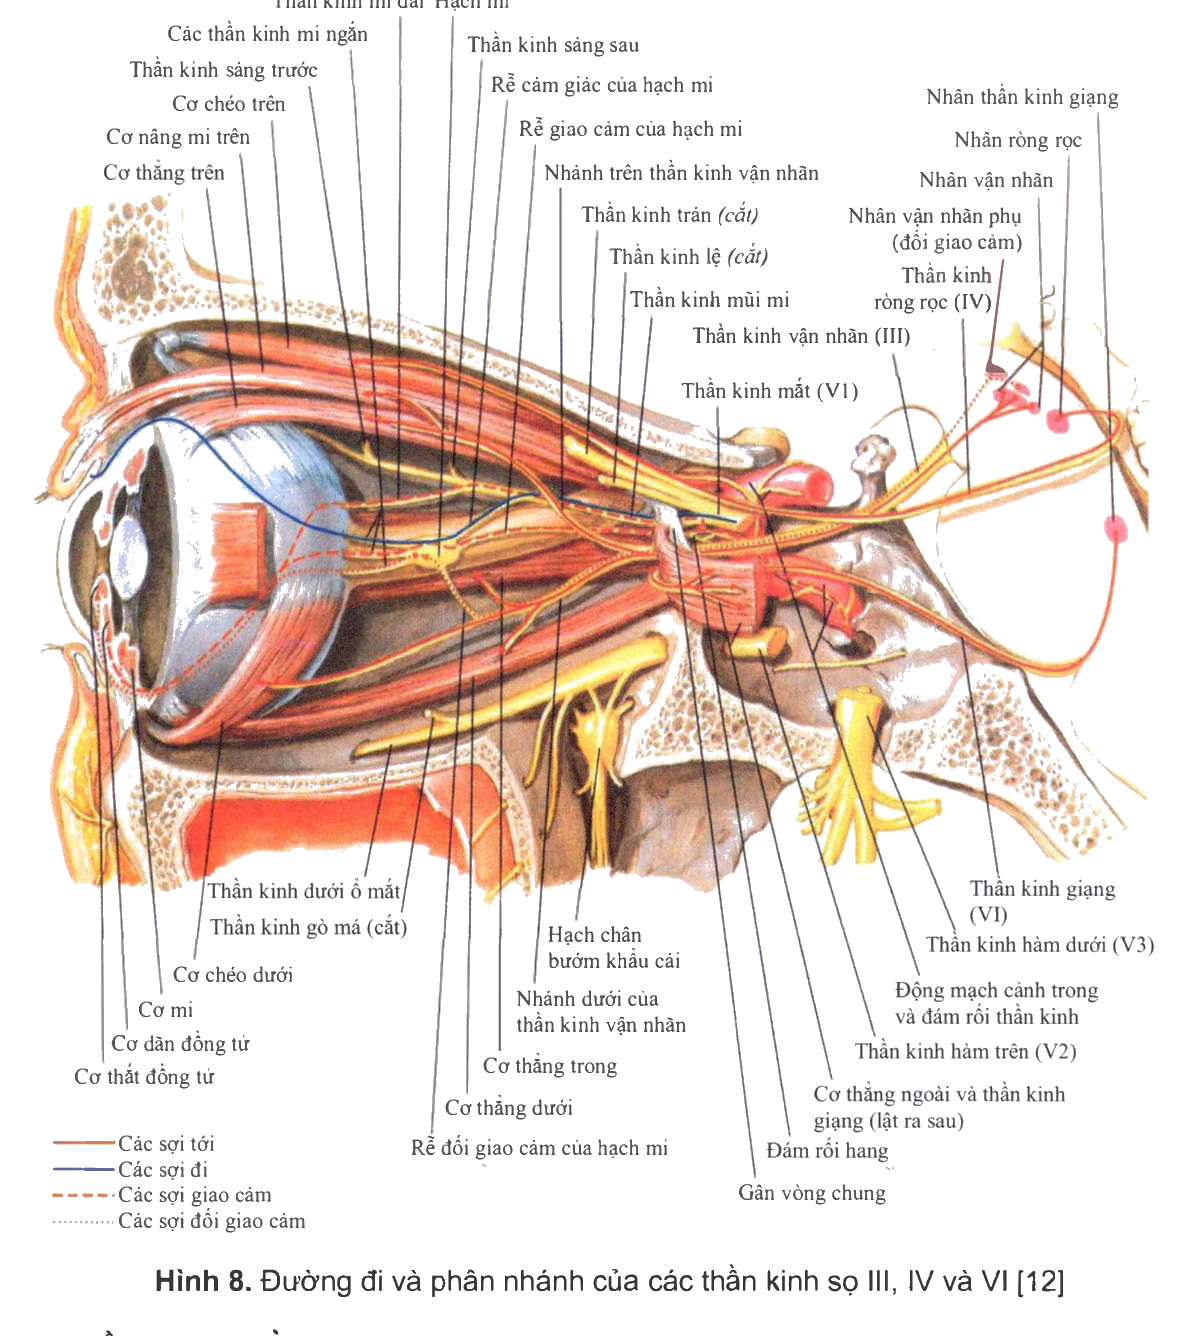 Thần kinh mi dài Hạch mi
Các thần kinh mi ngắn
Thần kinh sàng sau
Thần kinh sàng trước
Rễ cảm giác của hạch mi
Cơ chéo trên
Nhân thần kinh giạng
Rễ giao cảm của hạch mi
Cơ nâng mi trên
Nhân ròng rọc
Cơ thẳng trên
Nhánh trên thần kinh vận nhãn
Nhân vận nhãn
Thần kinh trán (cắt)
Nhân vận nhãn phụ
(đối giao cảm)
Thần kinh lệ (cắt)
Thần kinh
ròng rọc (IV)
Thần kinh mũi mi
Thần kinh vận nhãn (III)
Thần kinh mắt (V1)
Thần kinh dưới ổ mắt
Thần kinh gò má (cắt)
Cơ chéo dưới
Cơ mi
Cơ dãn đồng tử
Cơ thắt đồng tử
Hạch chân
bướm khẩu cái
Nhánh dưới của
thần kinh vận nhãn
Cơ thẳng trong
Cơ thẳng dưới
Rễ đối giao cảm của hạch mi
Thần kinh giạng
(VI)
Thần kinh hàm dưới (V3)
Động mạch cảnh trong
và đám rối thần kinh
Thần kinh hàm trên (V2)
Cơ thẳng ngoài và thần kinh
giạng (lật ra sau)
Đám rối hang
Gân vòng chung
Các sợi tới
Các sợi đi
Các sợi giao cảm
Các sợi đối giao cảm
Hình 8. Đường đi và phân nhánh của các thần kinh sọ III, IV và VI [12]